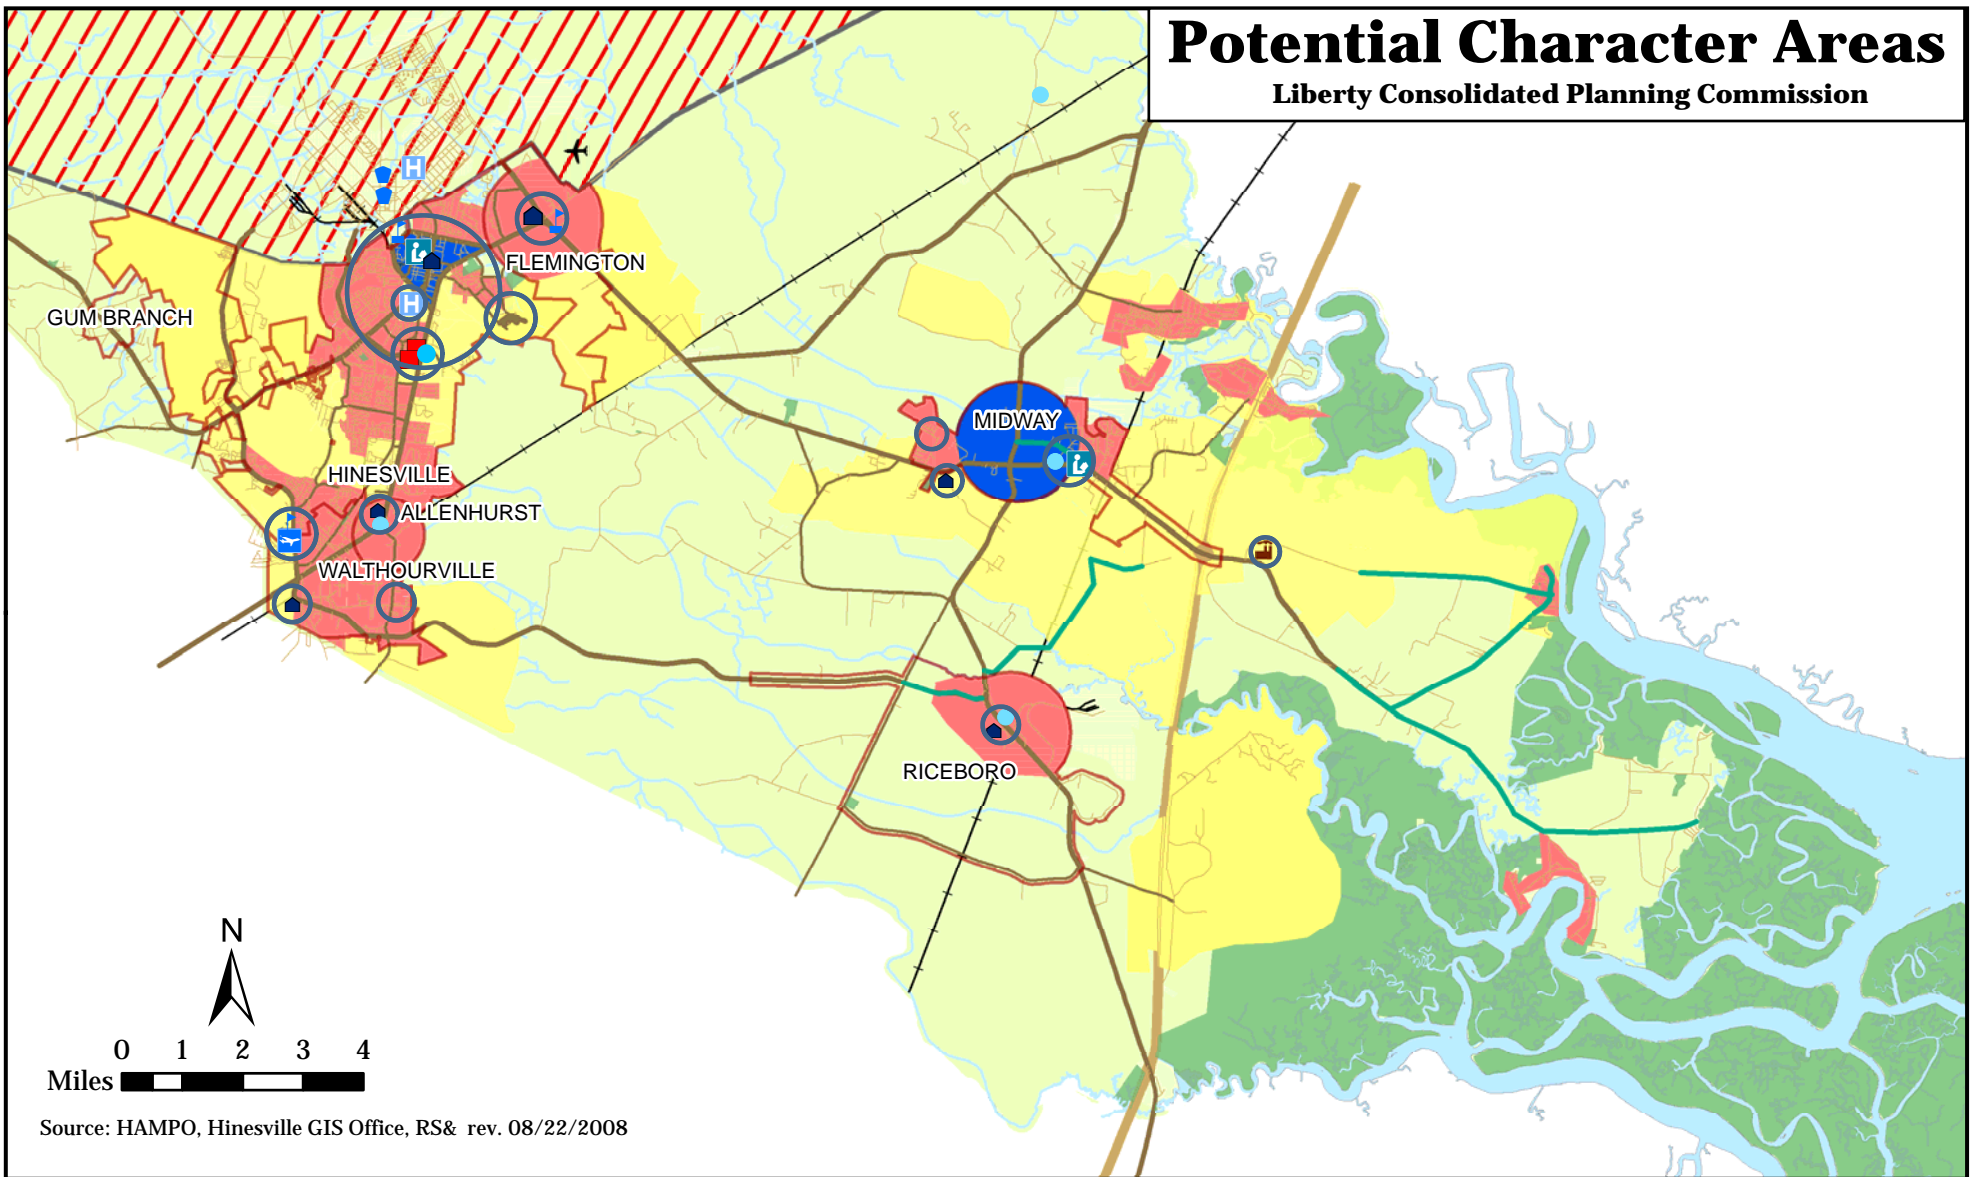 Potential Character Areas
Liberty Consolidated Planning Commission
H
FLEMINGTON
GUM BRANCH
H
MIDWAY
HINESVILLE
ALLENHURST
WALTHOURVILLE
RICEBORO
N
0 1 2 3 4
Miles
Source: HAMPO, Hinesville GIS Office, RS& rev. 08/22/2008